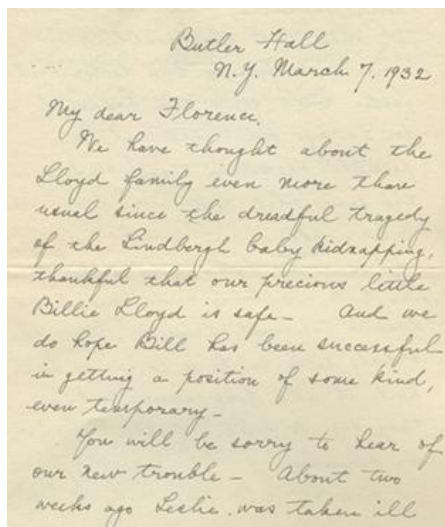 Butler Hall
N.Y. March 7, 1932
My dear Florence,
We have thought about the
Lloyd family even more than
usual since the dreadful tragedy
of the Lindbergh baby kidnapping,
thankful that our precious little
Billie Lloyd is safe – And we
do hope Bill has been successful
in getting a position of some kind,
even temporary –
You will be sorry to hear of
our new trouble – About two
weeks ago Leslie was taken ill